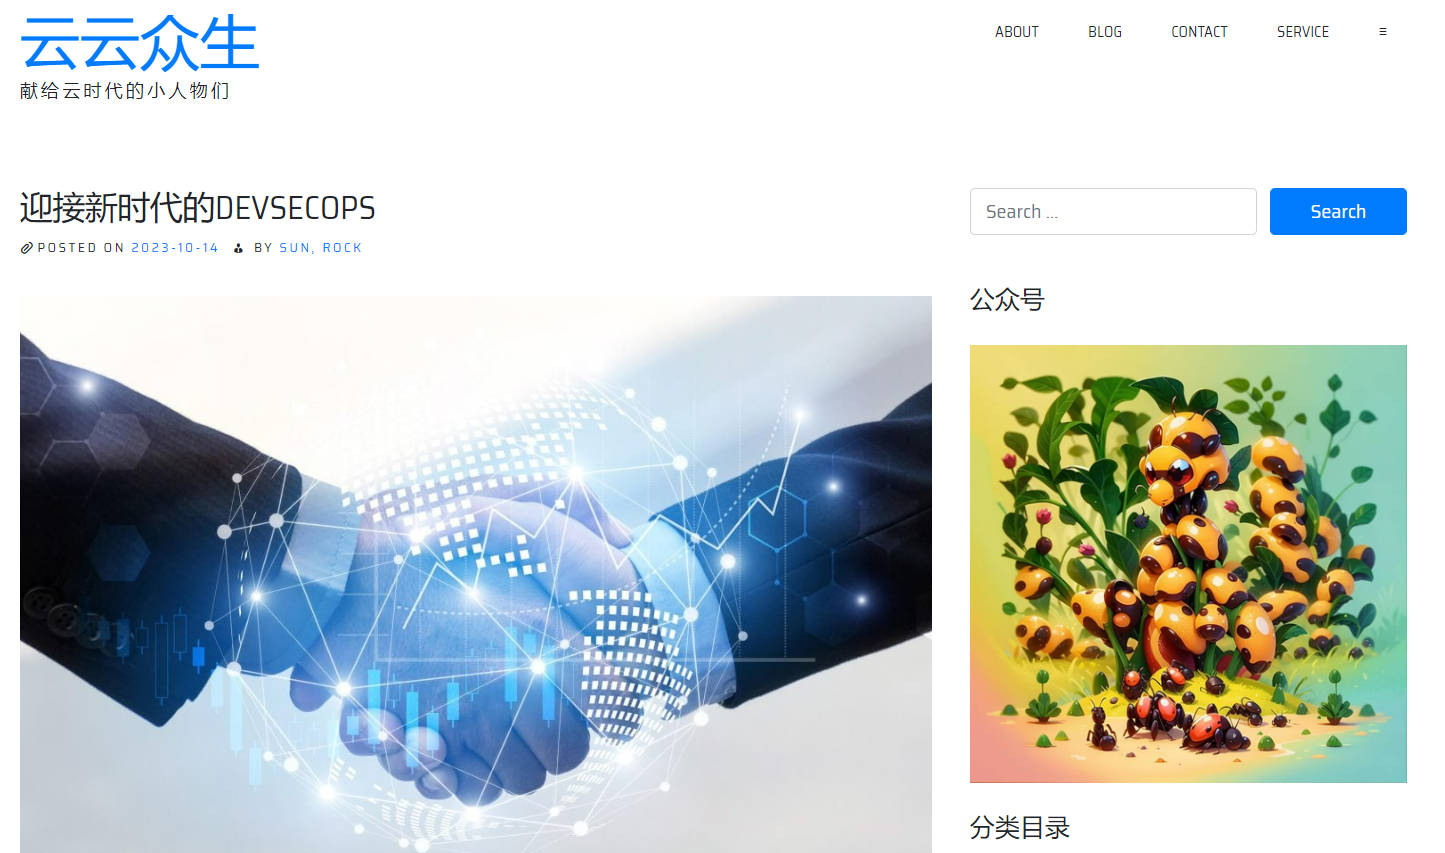 云云众生
献给云时代的小人物们
ABOUT BLOG CONTACT SERVICE ☰
迎接新时代的DEVSECOPS
POSTED ON 2023-10-14 BY SUN, ROCK
Search ...
Search
公众号
分类目录